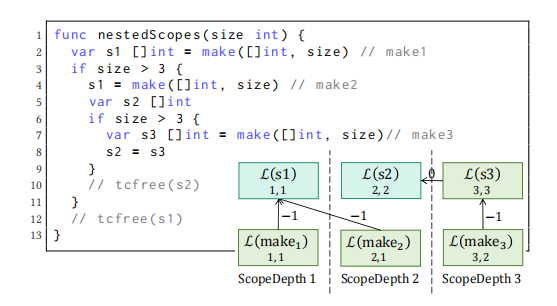 1 func nestedScopes(size int) {
2 var s1 []int = make([]int, size) // make1
3 if size > 3 {
4 s1 = make([]int, size) // make2
5 var s2 []int
6 if size > 3 {
7 var s3 []int = make([]int, size)// make3
8 s2 = s3
9 }
10 // tcfree(s2)
11 }
12 // tcfree(s1)
13 }
ℒ(s1) ℒ(s2) 0 ℒ(s3)
1,1 2,2 3,3
−1 −1 −1
ℒ(make₁) ℒ(make₂) ℒ(make₃)
1,1 2,1 3,2
ScopeDepth 1 ScopeDepth 2 ScopeDepth 3